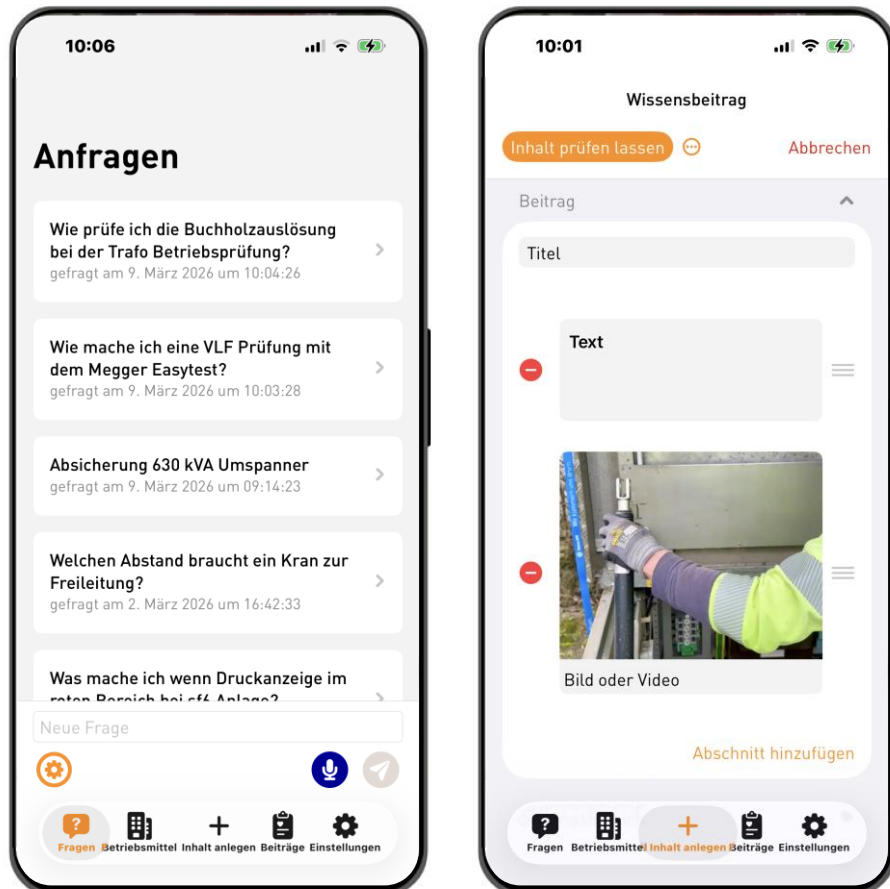 10:06
Anfragen
Wie prüfe ich die Buchholzauslösung
bei der Trafo Betriebsprüfung?
gefragt am 9. März 2026 um 10:04:26
Wie mache ich eine VLF Prüfung mit
dem Megger Easytest?
gefragt am 9. März 2026 um 10:03:28
Absicherung 630 kVA Umspanner
gefragt am 9. März 2026 um 09:14:23
Welchen Abstand braucht ein Kran zur
Freileitung?
gefragt am 2. März 2026 um 16:42:33
Was mache ich wenn Druckanzeige im
roten Bereich bei sf6 Anlage?
Neue Frage
Fragen Betriebsmittel Inhalt anlegen Beiträge Einstellungen
10:01
Wissensbeitrag
Inhalt prüfen lassen
Abbrechen
Beitrag
Titel
Text
Bild oder Video
Abschnitt hinzufügen
Fragen Betriebsmittel Inhalt anlegen Beiträge Einstellungen